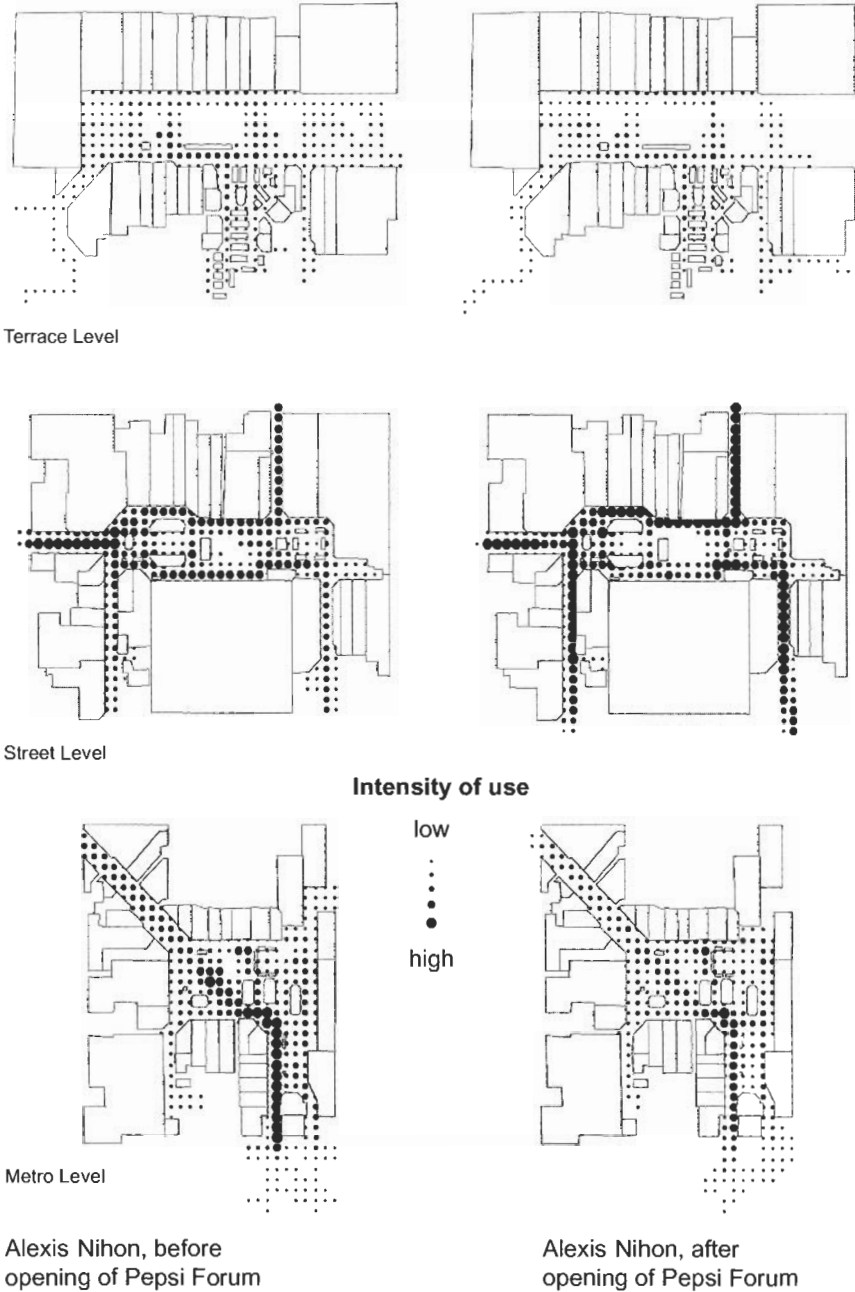 Terrace Level
Street Level
Intensity of use
low
high
Metro Level
Alexis Nihon, before
opening of Pepsi Forum
Alexis Nihon, after
opening of Pepsi Forum